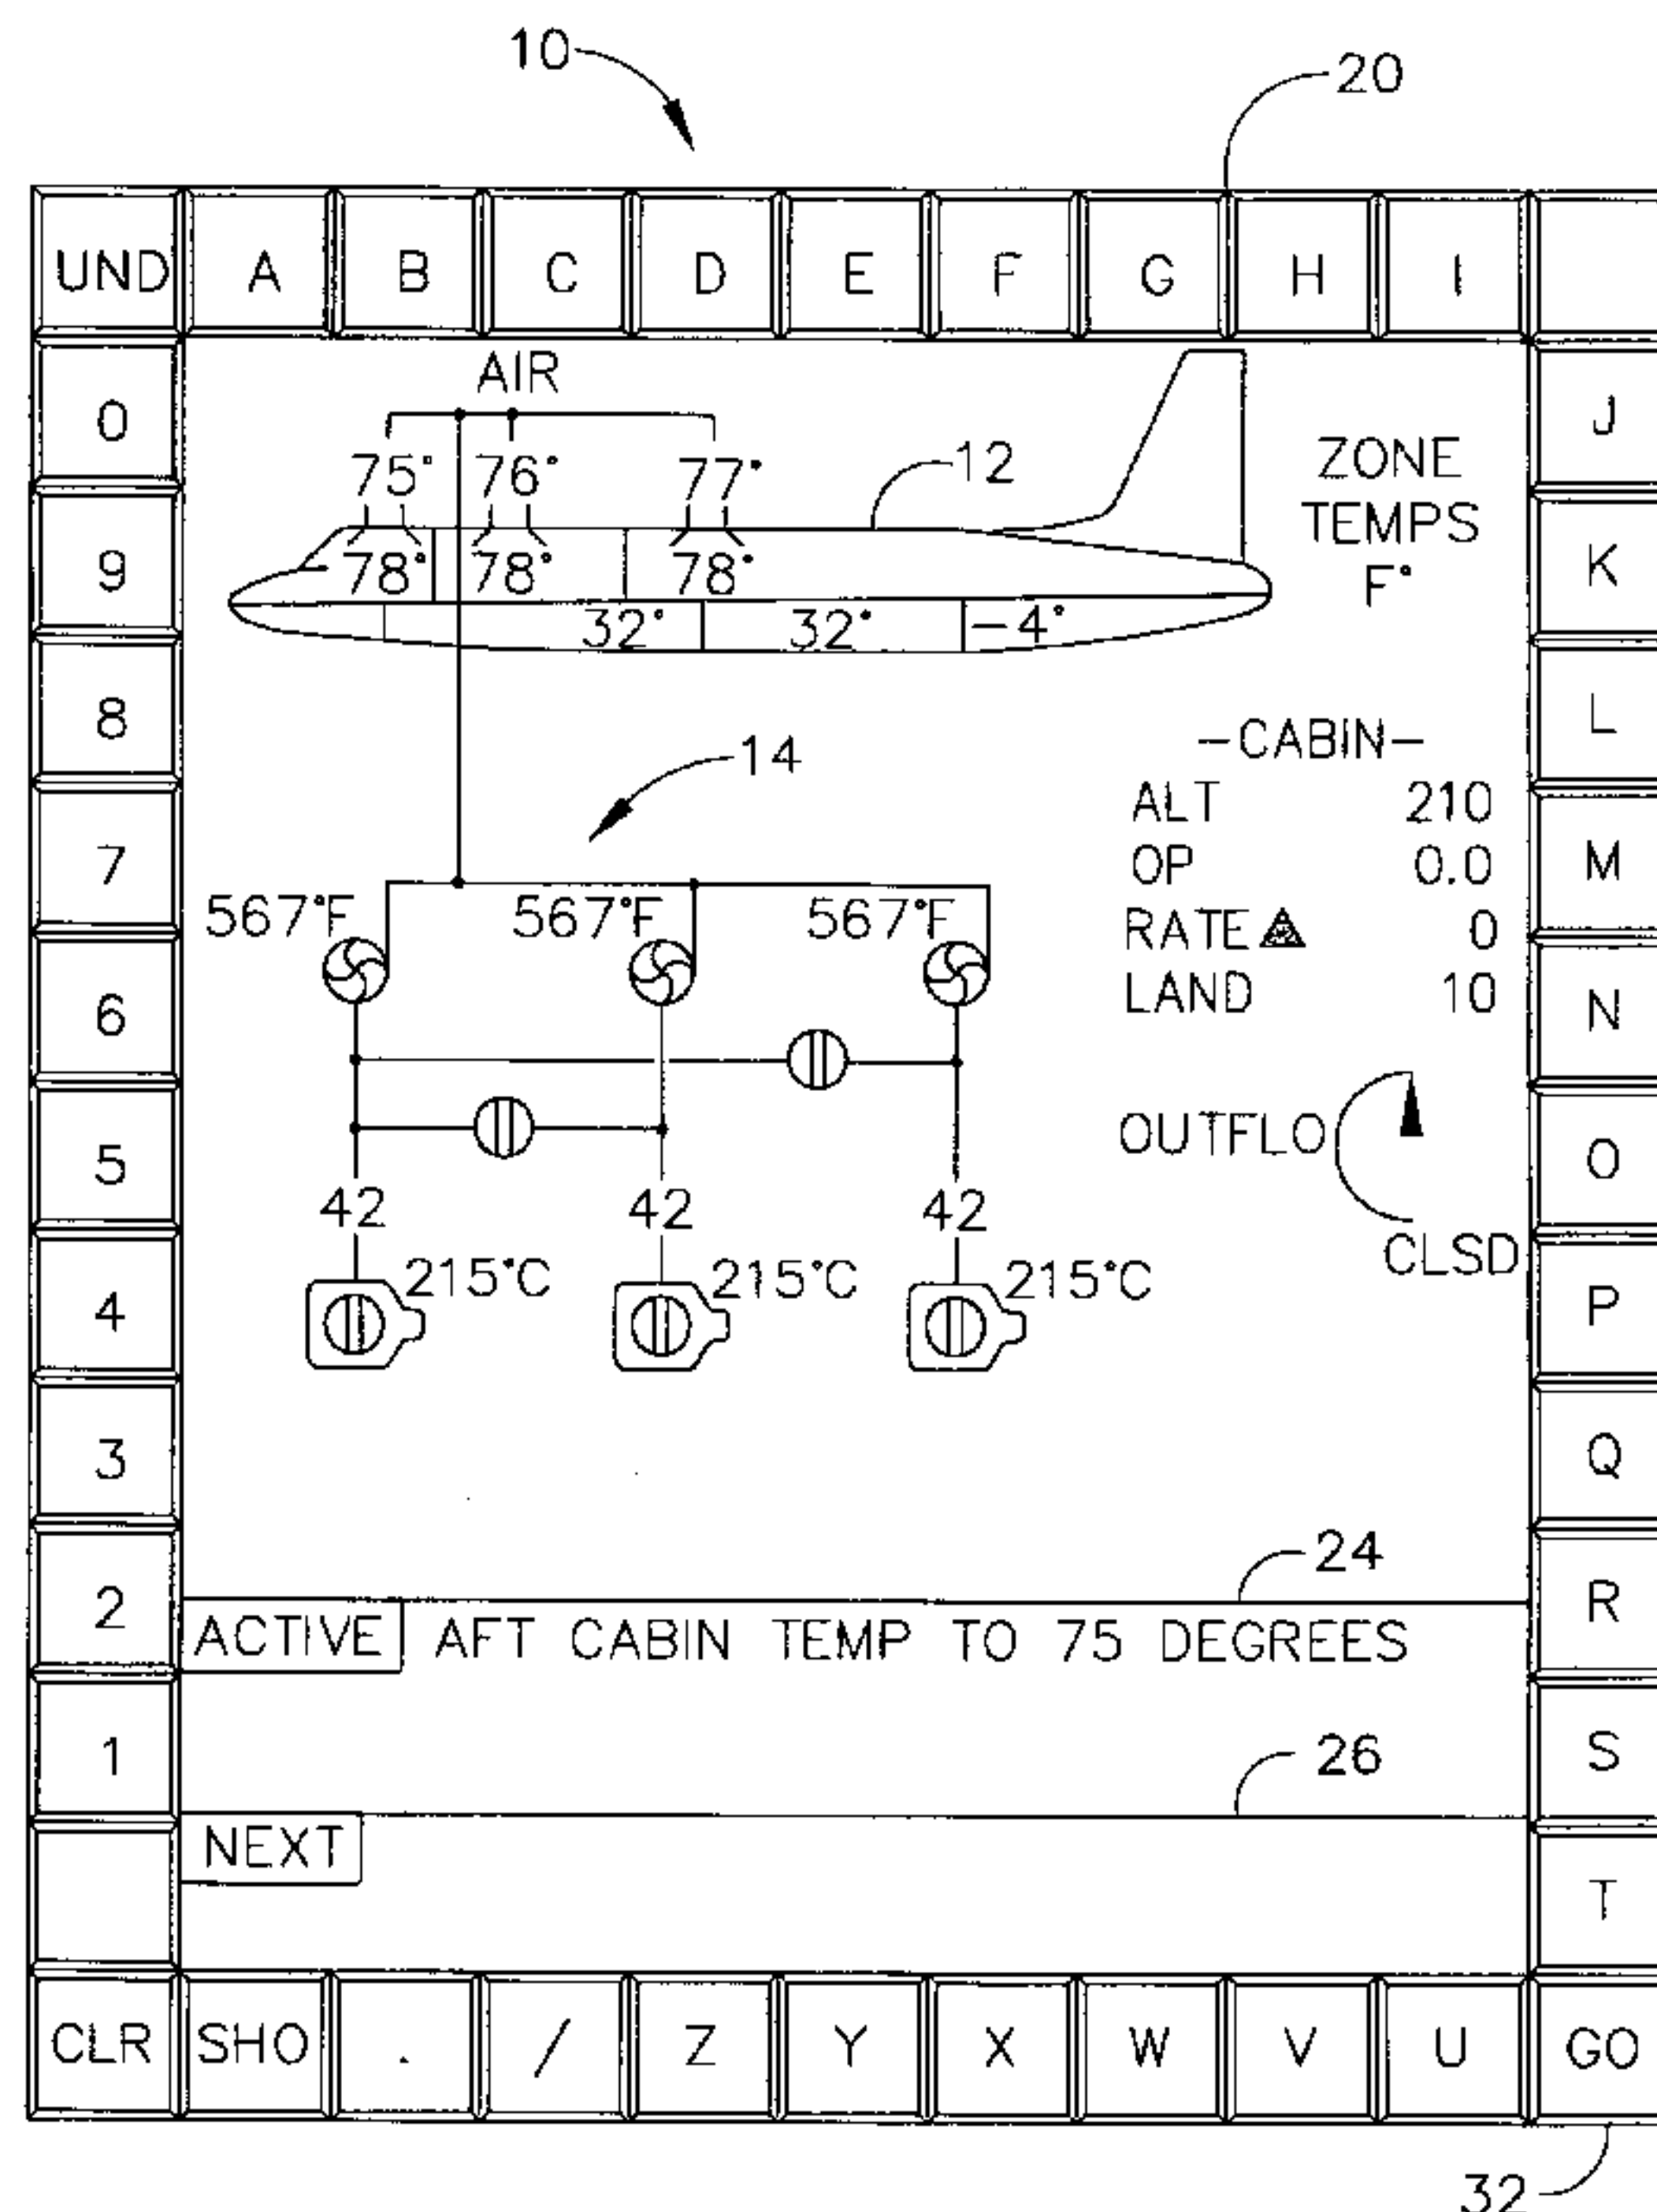 10
20
UND A B C D E F G H I
AIR
0
J
75° 76° 77°
12
ZONE
TEMPS
F°
9
K
78° 78° 78°
32° 32° -4°
8
L
-CABIN-
14
ALT 210
OP 0.0
RATE 0
LAND 10
7
M
567°F 567°F 567°F
6
N
OUTFLO
CLSD
5
O
42 42 42
215°C 215°C 215°C
4
P
3
Q
24
2
R
ACTIVE AFT CABIN TEMP TO 75 DEGREES
1
S
26
NEXT
T
CLR SHO . / Z Y X W V U GO
32